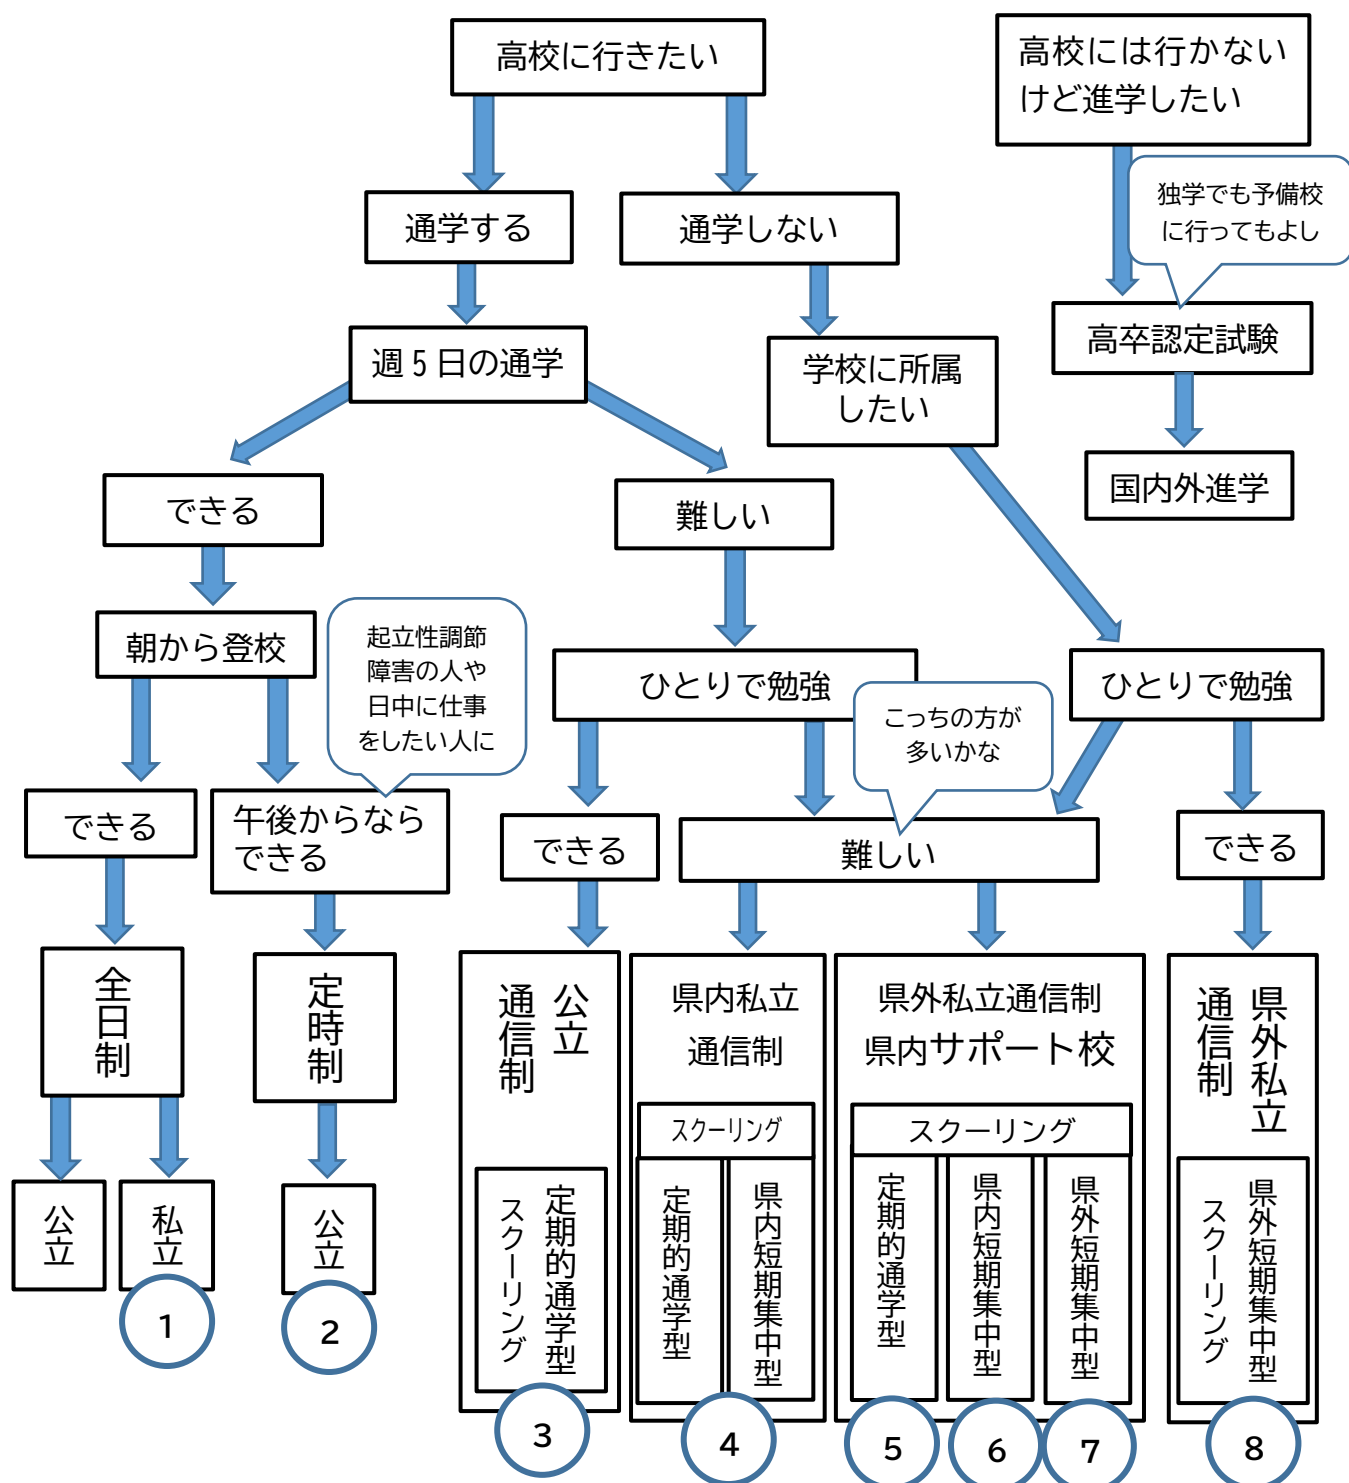 高校に行きたい
高校には行かない
けど進学したい
独学でも予備校
に行ってもよし
通学する
通学しない
週5日の通学
学校に所属
したい
高卒認定試験
国内外進学
できる
難しい
朝から登校
起立性調節
障害の人や
日中に仕事
をしたい人に
ひとりで勉強
ひとりで勉強
こっちの方が
多いかな
できる
午後からなら
できる
できる
難しい
できる
全日制
定時制
公立
通信制
県内私立
通信制
県外私立通信制
県内サポート校
県外私立
通信制
スクーリング
スクーリング
公立
私立
公立
定期的通学型
スクーリング
定期的通学型
県内短期集中型
定期的通学型
県内短期集中型
県外短期集中型
県外短期集中型
スクーリング
1
2
3
4
5
6
7
8